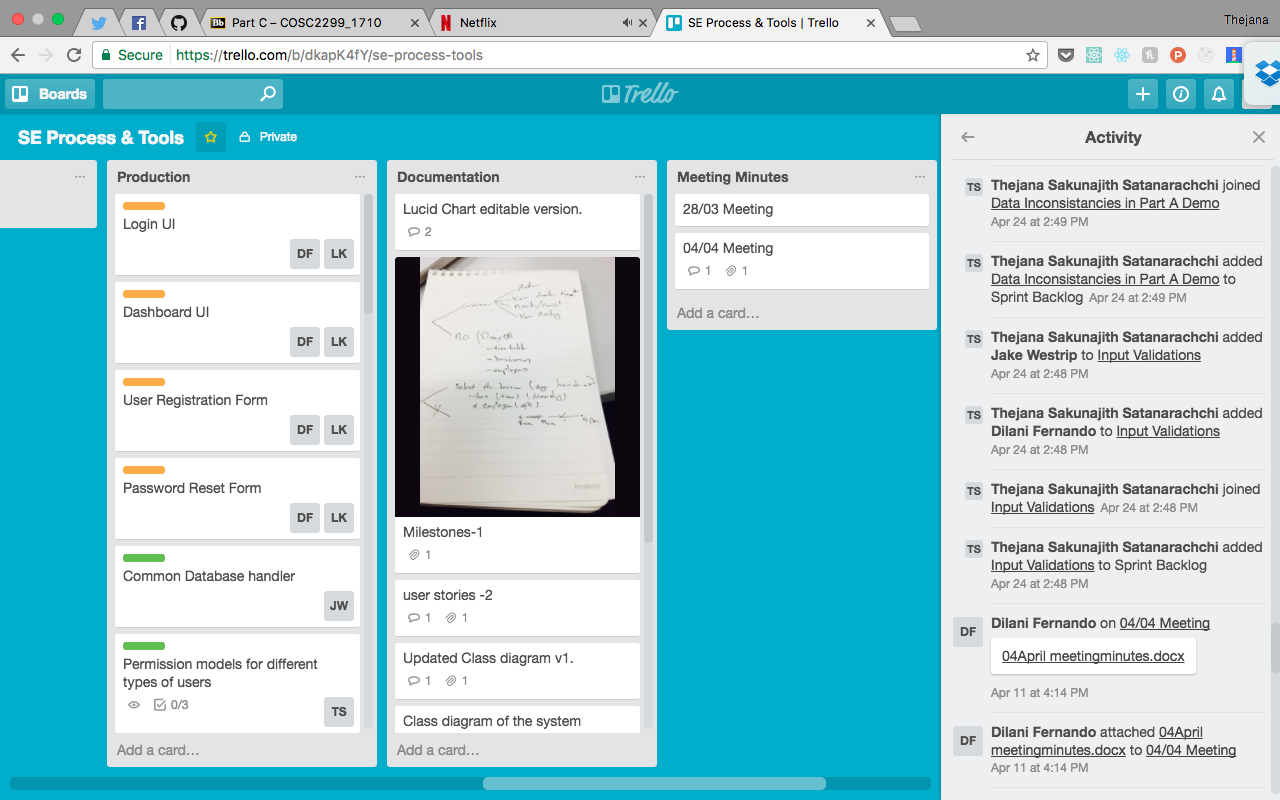 Part C – COSC2299_1710
Netflix
SE Process & Tools | Trello
Thejana
Secure
https://trello.com/b/dkapK4fY/se-process-tools
Boards
Trello
SE Process & Tools
Private
Production
Login UI
DF LK
Dashboard UI
DF LK
User Registration Form
DF LK
Password Reset Form
DF LK
Common Database handler
JW
Permission models for different
types of users
0/3
TS
Add a card…
Documentation
Lucid Chart editable version.
2
Milestones-1
1
user stories -2
1 1
Updated Class diagram v1.
1 1
Class diagram of the system
Add a card…
Meeting Minutes
28/03 Meeting
04/04 Meeting
1 1
Add a card…
Activity
TS
Thejana Sakunajith Satanarachchi joined
Data Inconsistancies in Part A Demo
Apr 24 at 2:49 PM
TS
Thejana Sakunajith Satanarachchi added
Data Inconsistancies in Part A Demo to
Sprint Backlog Apr 24 at 2:49 PM
TS
Thejana Sakunajith Satanarachchi added
Jake Westrip to Input Validations
Apr 24 at 2:48 PM
TS
Thejana Sakunajith Satanarachchi added
Dilani Fernando to Input Validations
Apr 24 at 2:48 PM
TS
Thejana Sakunajith Satanarachchi joined
Input Validations Apr 24 at 2:48 PM
TS
Thejana Sakunajith Satanarachchi added
Input Validations to Sprint Backlog
Apr 24 at 2:48 PM
DF
Dilani Fernando on 04/04 Meeting
04April meetingminutes.docx
Apr 11 at 4:14 PM
DF
Dilani Fernando attached 04April
meetingminutes.docx to 04/04 Meeting
Apr 11 at 4:14 PM